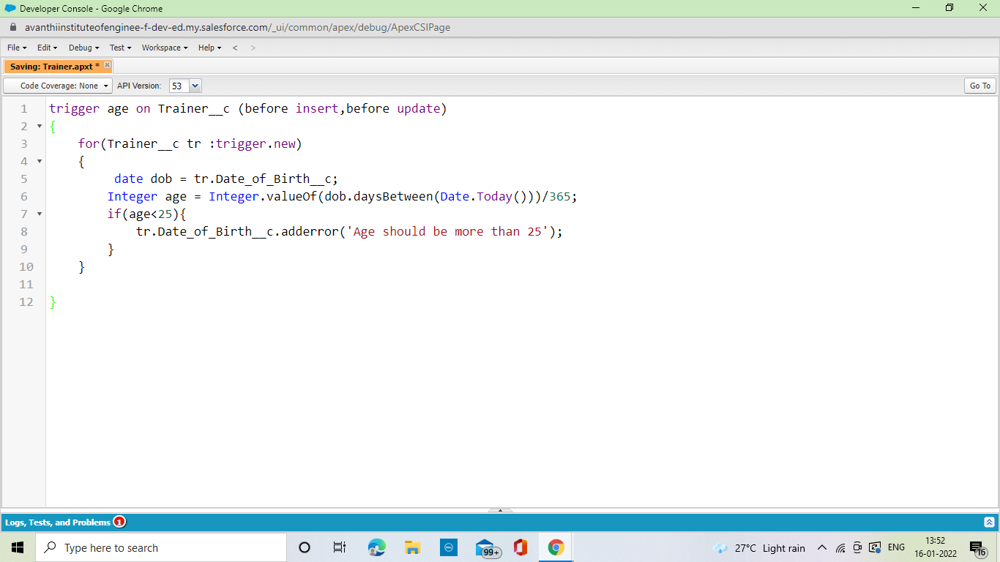 Developer Console - Google Chrome
avanthiinstituteofenginee-f-dev-ed.my.salesforce.com/_ui/common/apex/debug/ApexCSIPage
File Edit Debug Test Workspace Help < >
Saving: Trainer.apxt *
Code Coverage: None API Version: 53 Go To
1 trigger age on Trainer__c (before insert,before update)
2 {
3 for(Trainer__c tr :trigger.new)
4 {
5 date dob = tr.Date_of_Birth__c;
6 Integer age = Integer.valueOf(dob.daysBetween(Date.Today()))/365;
7 if(age<25){
8 tr.Date_of_Birth__c.adderror('Age should be more than 25');
9 }
10 }
11
12 }
Logs, Tests, and Problems 1
Type here to search
99+
27°C Light rain
ENG
13:52
16-01-2022
16